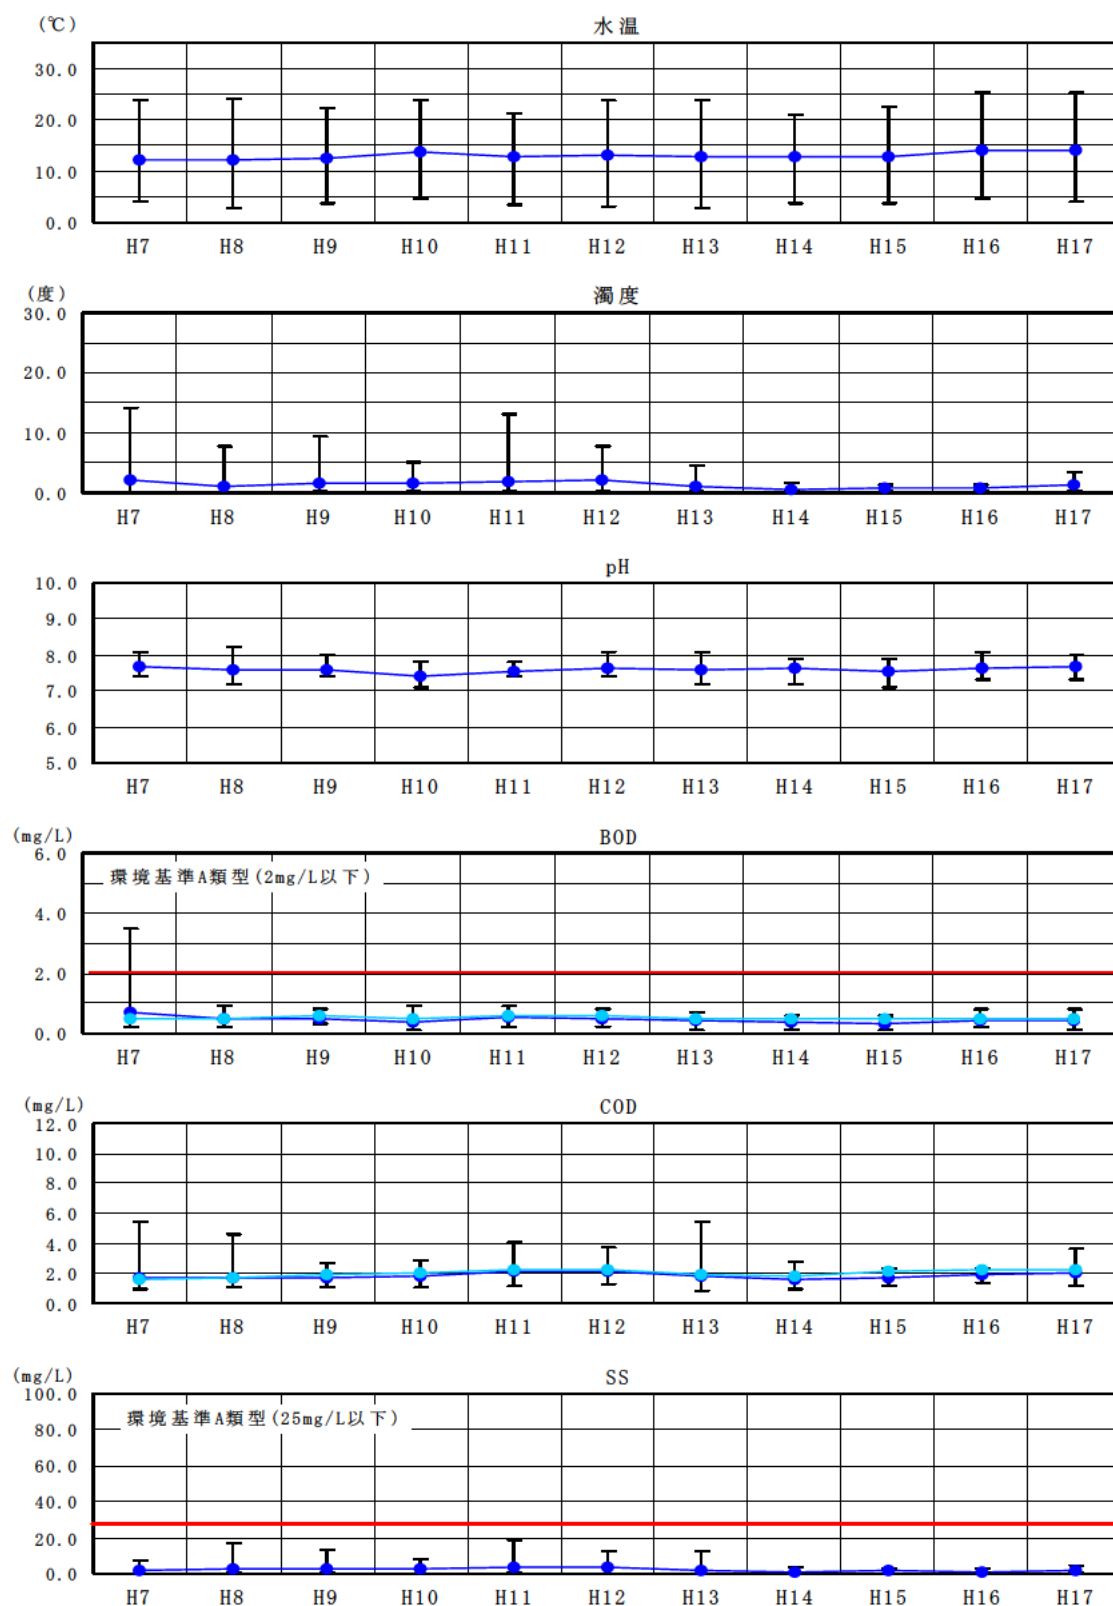 (℃)
水温
30.0
20.0
10.0
0.0
H7 H8 H9 H10 H11 H12 H13 H14 H15 H16 H17
(度)
濁度
30.0
20.0
10.0
0.0
H7 H8 H9 H10 H11 H12 H13 H14 H15 H16 H17
pH
10.0
9.0
8.0
7.0
6.0
5.0
H7 H8 H9 H10 H11 H12 H13 H14 H15 H16 H17
(mg/L)
BOD
6.0
環境基準A類型(2mg/L以下)
4.0
2.0
0.0
H7 H8 H9 H10 H11 H12 H13 H14 H15 H16 H17
(mg/L)
COD
12.0
10.0
8.0
6.0
4.0
2.0
0.0
H7 H8 H9 H10 H11 H12 H13 H14 H15 H16 H17
(mg/L)
SS
100.0
環境基準A類型(25mg/L以下)
80.0
60.0
40.0
20.0
0.0
H7 H8 H9 H10 H11 H12 H13 H14 H15 H16 H17